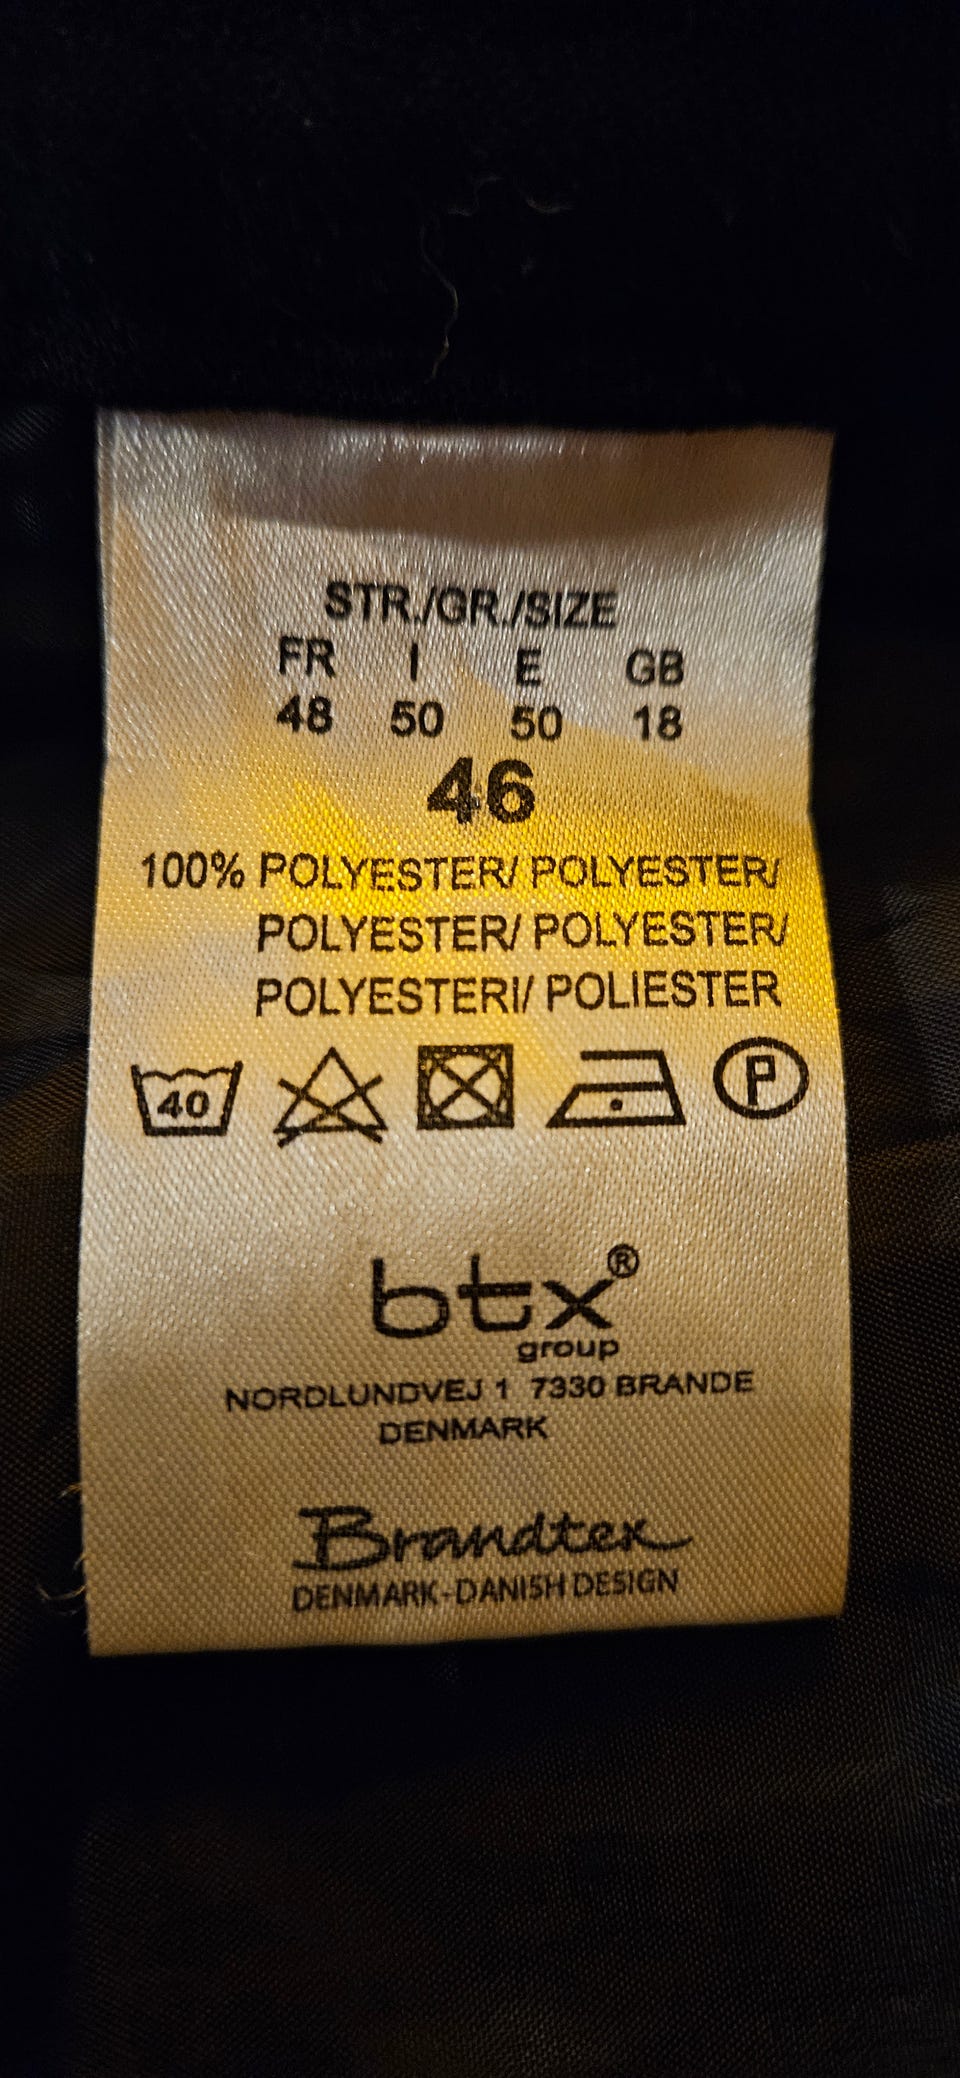 STR./GR./SIZE
FR I E GB
48 50 50 18
46
100% POLYESTER/ POLYESTER/
POLYESTER/ POLYESTER/
POLYESTERI/ POLIESTER
40 P
btx®
group
NORDLUNDVEJ 1 7330 BRANDE
DENMARK
Brandtex
DENMARK-DANISH DESIGN